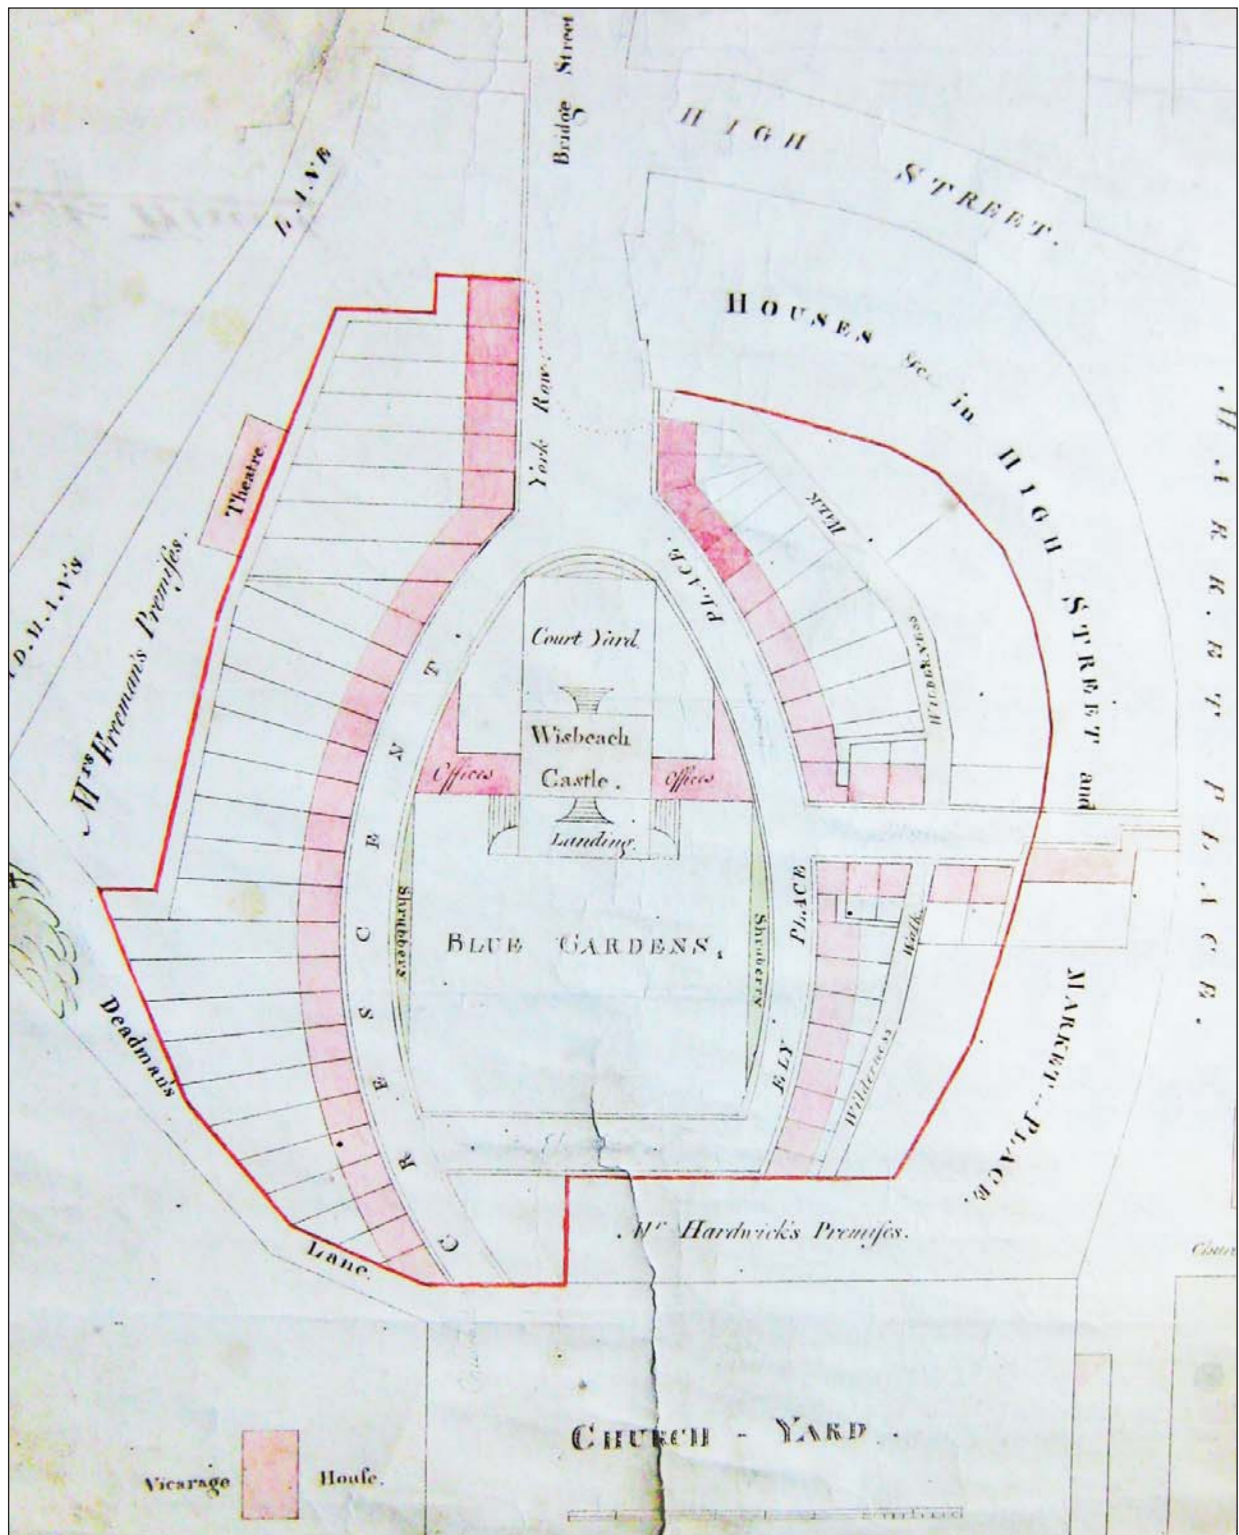 Bridge Street
HIGH STREET.
LANE
HOUSES &c. in HIGH-STREET and
MARKET-PLACE.
MARKET PLACE.
York Row.
Theatre.
WALK
WILDERNESS
PLACE.
Court Yard.
Wisbeach
Castle.
Offices
Offices
Landing.
DMAN'S
Mrs Freeman's Premiſes.
CRESCENT.
Shrubbery
BLUE GARDENS.
Shrubbery
ELY PLACE
Wilderness Walk.
Deadman's
Lane.
Mr Hardwick's Premiſes.
CHURCH-YARD.
Vicarage Houſe.